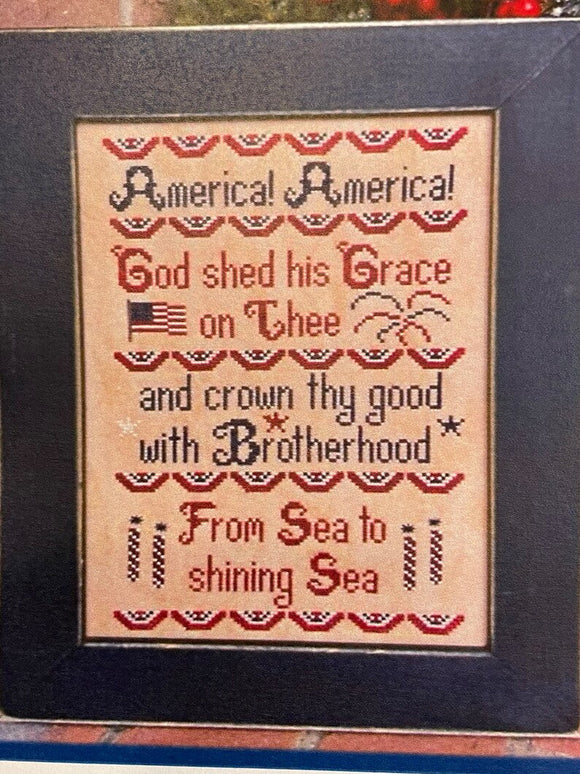 America! America!
God shed his Grace
on Thee
and crown thy good
with Brotherhood
From Sea to
shining Sea